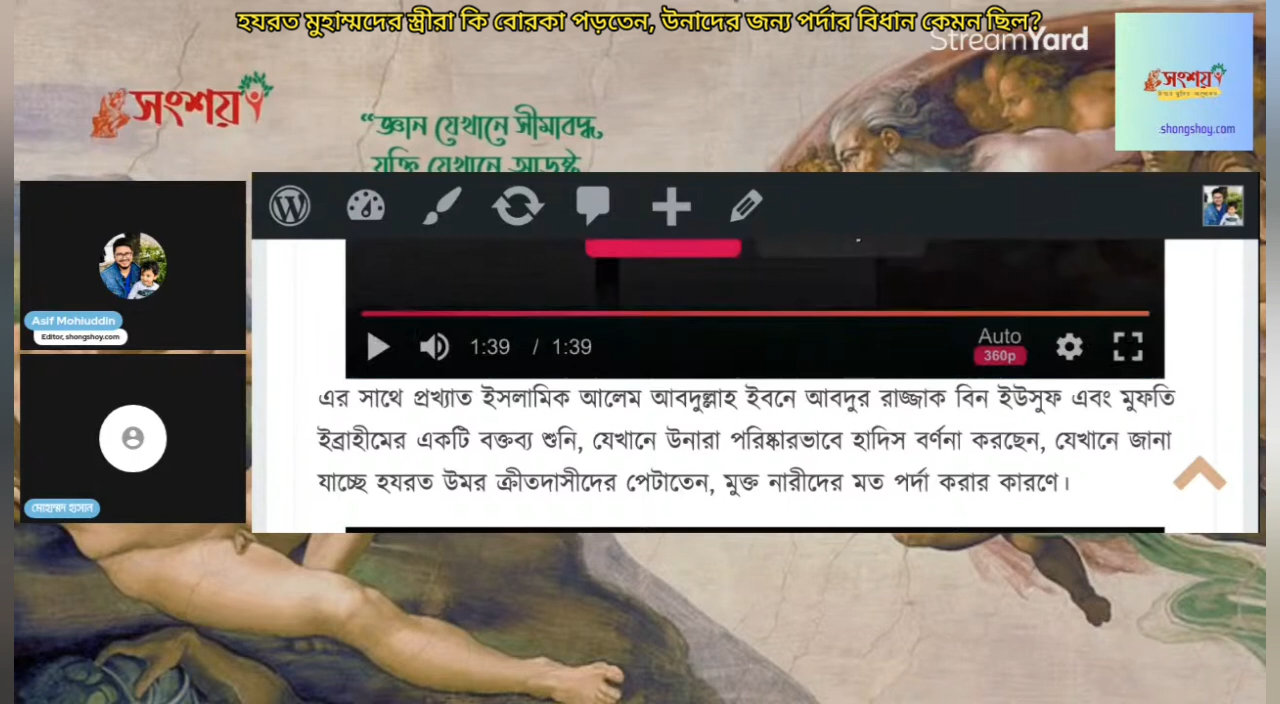 হযরত মুহাম্মদের স্ত্রীরা কি বোরকা পড়তেন, উনাদের জন্য পর্দার বিধান কেমন ছিল?
StreamYard
সংশয়
সংশয়
shongshoy.com
“জ্ঞান যেখানে সীমাবদ্ধ,
যুক্তি যেখানে আড়ষ্ট
Asif Mohiuddin
Editor, shongshoy.com
মোহাম্মদ হাসান
1:39 / 1:39
Auto
360p
এর সাথে প্রখ্যাত ইসলামিক আলেম আবদুল্লাহ ইবনে আবদুর রাজ্জাক বিন ইউসুফ এবং মুফতি
ইব্রাহীমের একটি বক্তব্য শুনি, যেখানে উনারা পরিষ্কারভাবে হাদিস বর্ণনা করছেন, যেখানে জানা
যাচ্ছে হযরত উমর ক্রীতদাসীদের পেটাতেন, মুক্ত নারীদের মত পর্দা করার কারণে।